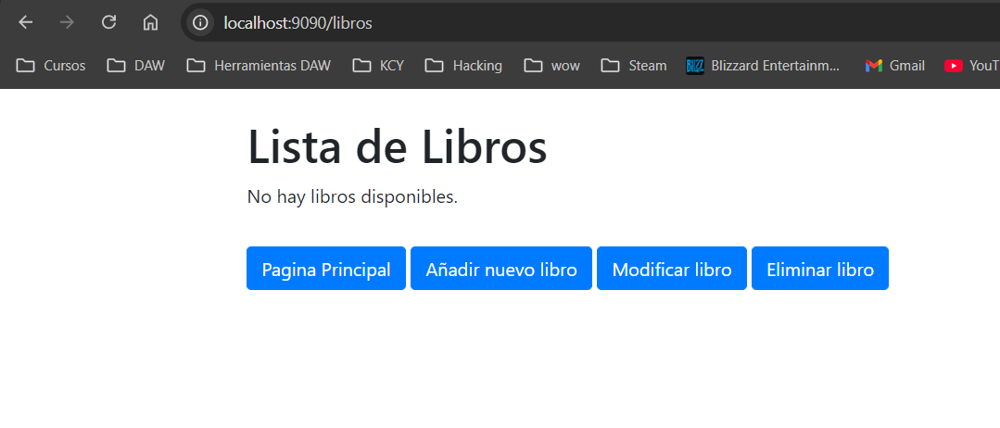 localhost:9090/libros
Cursos DAW Herramientas DAW KCY Hacking wow Steam BLIZZ Blizzard Entertainm... Gmail YouT
Lista de Libros
No hay libros disponibles.
Pagina Principal Añadir nuevo libro Modificar libro Eliminar libro